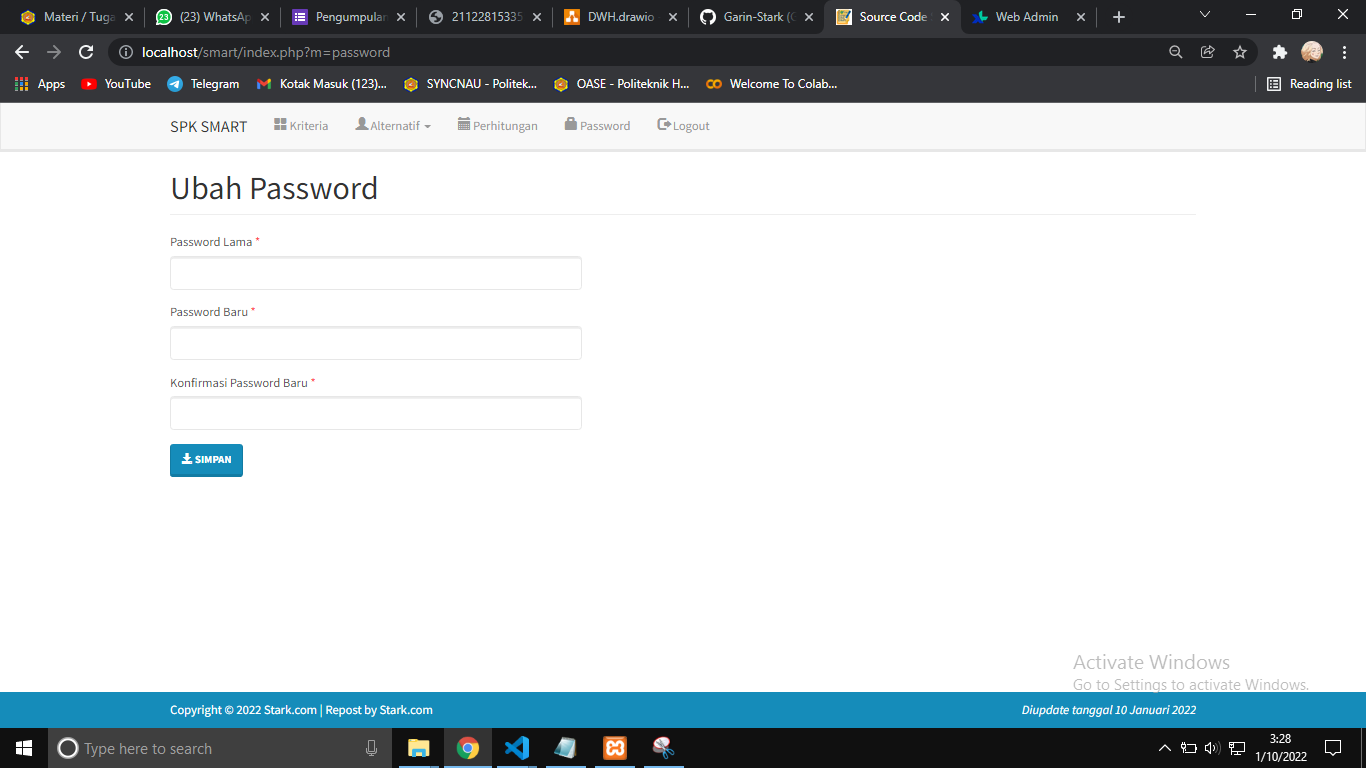 Materi / Tuga
(23) WhatsAp
Pengumpulan
21122815335
DWH.drawio
Garin-Stark (G
Source Code
Web Admin
localhost/smart/index.php?m=password
Apps
YouTube
Telegram
Kotak Masuk (123)...
SYNCNAU - Politek...
OASE - Politeknik H...
Welcome To Colab...
Reading list
SPK SMART
Kriteria
Alternatif
Perhitungan
Password
Logout
Ubah Password
Password Lama *
Password Baru *
Konfirmasi Password Baru *
SIMPAN
Activate Windows
Go to Settings to activate Windows.
Copyright © 2022 Stark.com | Repost by Stark.com
Diupdate tanggal 10 Januari 2022
Type here to search
3:28
1/10/2022